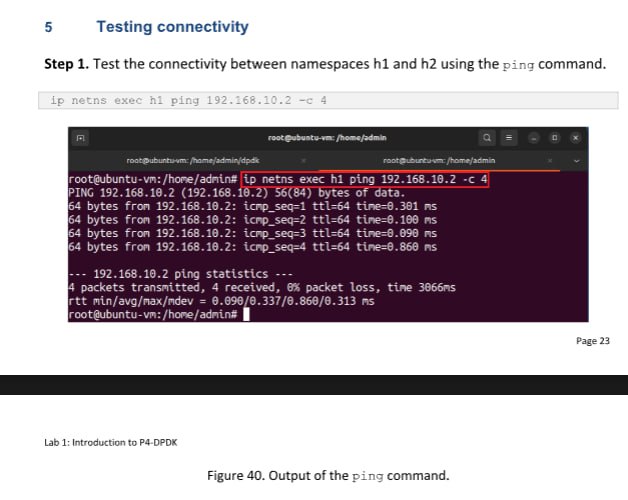 5 Testing connectivity
Step 1. Test the connectivity between namespaces h1 and h2 using the ping command.
ip netns exec h1 ping 192.168.10.2 -c 4
root@ubuntu-vm: /home/admin
root@ubuntu-vm: /home/admin/dpdk × root@ubuntu-vm: /home/admin ×
root@ubuntu-vm:/home/admin# ip netns exec h1 ping 192.168.10.2 -c 4
PING 192.168.10.2 (192.168.10.2) 56(84) bytes of data.
64 bytes from 192.168.10.2: icmp_seq=1 ttl=64 time=0.301 ms
64 bytes from 192.168.10.2: icmp_seq=2 ttl=64 time=0.100 ms
64 bytes from 192.168.10.2: icmp_seq=3 ttl=64 time=0.090 ms
64 bytes from 192.168.10.2: icmp_seq=4 ttl=64 time=0.860 ms
--- 192.168.10.2 ping statistics ---
4 packets transmitted, 4 received, 0% packet loss, time 3066ms
rtt min/avg/max/mdev = 0.090/0.337/0.860/0.313 ms
root@ubuntu-vm:/home/admin#
Page 23
Lab 1: Introduction to P4-DPDK
Figure 40. Output of the ping command.